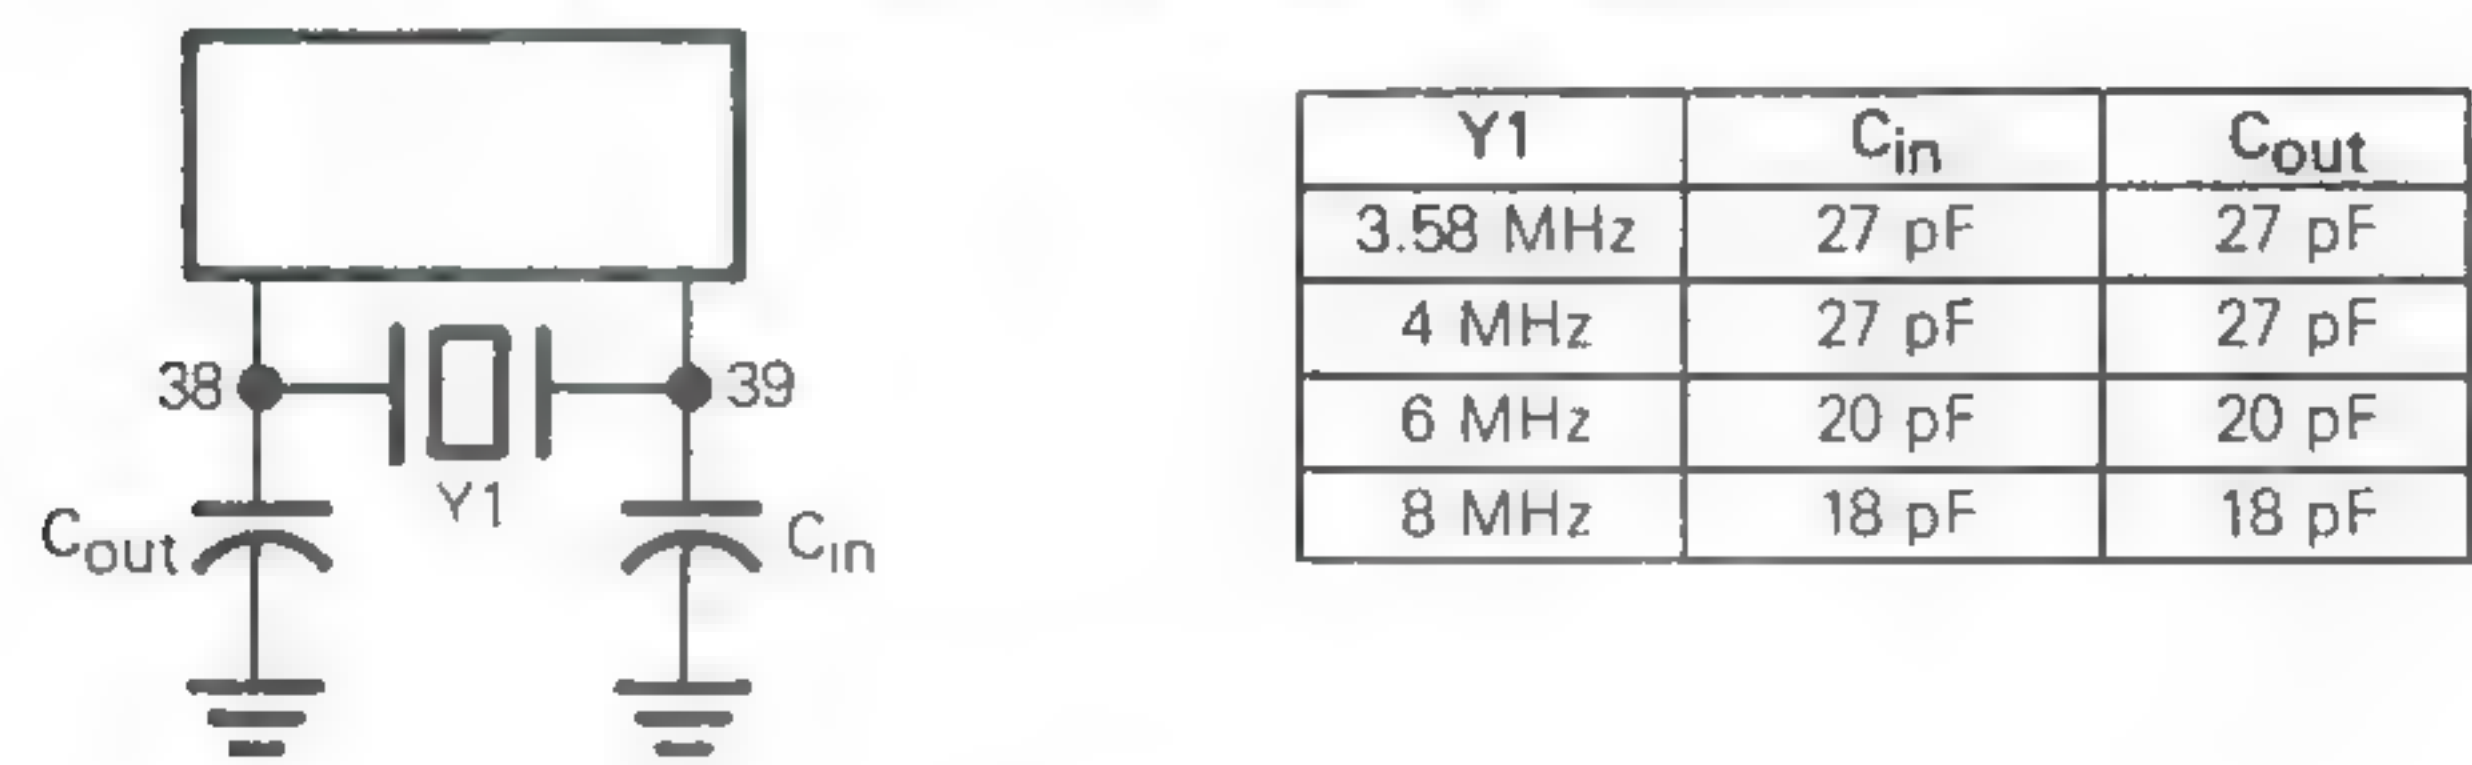 38
39
Y1
Cout
Cin
Y1 Cin Cout
3.58 MHz 27 pF 27 pF
4 MHz 27 pF 27 pF
6 MHz 20 pF 20 pF
8 MHz 18 pF 18 pF